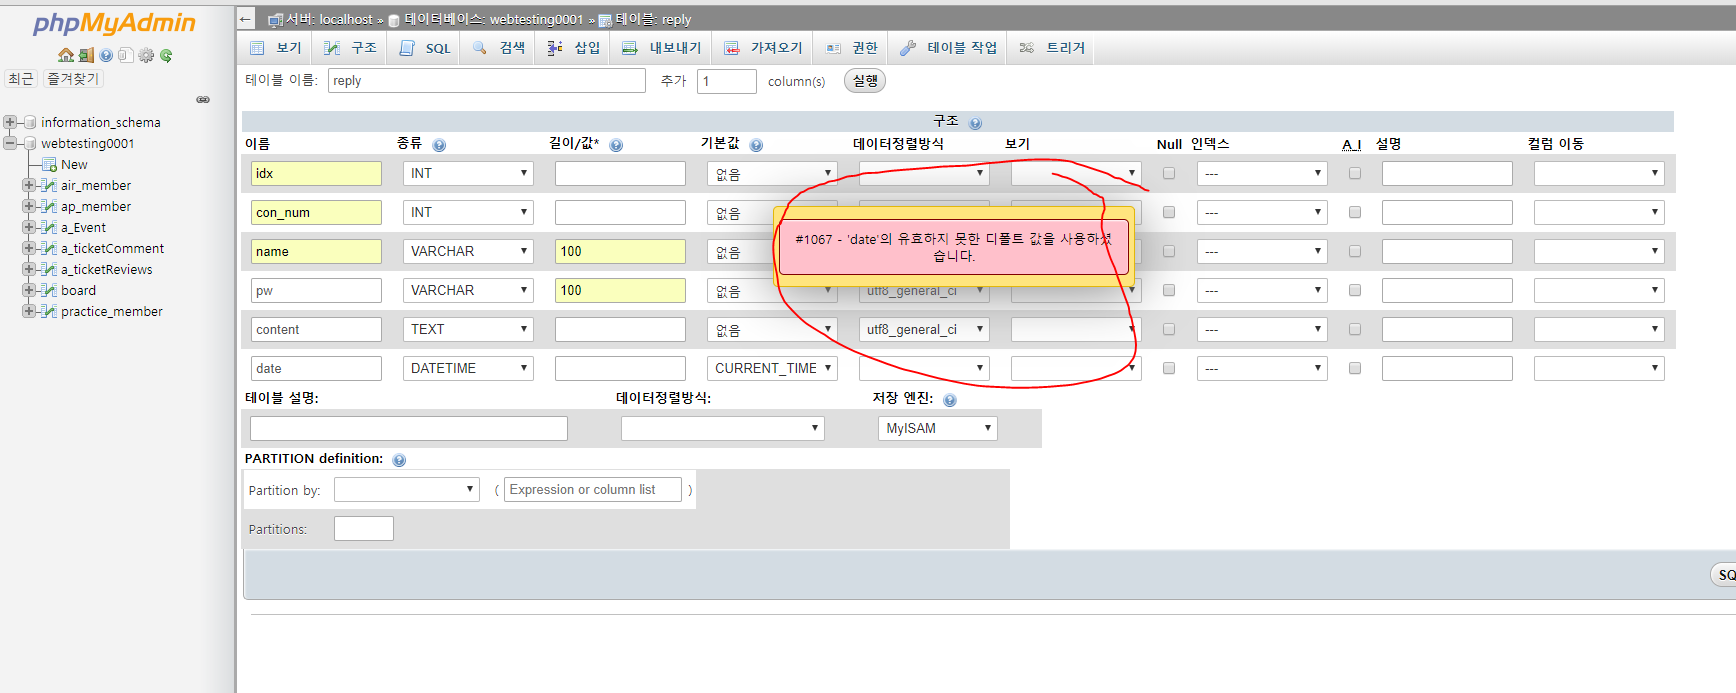 phpMyAdmin
최근 즐겨찾기
information_schema
webtesting0001
New
air_member
ap_member
a_Event
a_ticketComment
a_ticketReviews
board
practice_member
← 서버: localhost » 데이터베이스: webtesting0001 » 테이블: reply
보기 구조 SQL 검색 삽입 내보내기 가져오기 권한 테이블 작업 트리거
테이블 이름: reply 추가 1 column(s) 실행
구조
이름 종류 길이/값* 기본값 데이터정렬방식 보기 Null 인덱스 A_I 설명 컬럼 이동
idx INT 없음 ---
con_num INT 없음 ---
name VARCHAR 100 없음 ---
#1067 - 'date'의 유효하지 못한 디폴트 값을 사용하셨
습니다.
pw VARCHAR 100 없음 utf8_general_ci ---
content TEXT 없음 utf8_general_ci ---
date DATETIME CURRENT_TIME ---
테이블 설명: 데이터정렬방식: 저장 엔진:
MyISAM
PARTITION definition:
Partition by: ( Expression or column list )
Partitions:
SQ